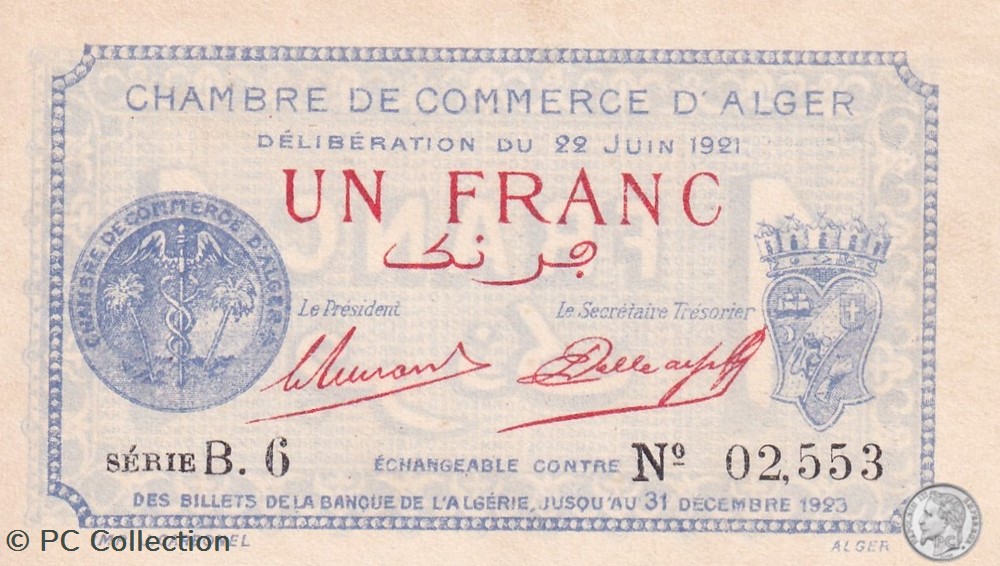 CHAMBRE DE COMMERCE D'ALGER
DÉLIBÉRATION DU 22 JUIN 1921
UN FRANC
فرنك
CHAMBRE DE COMMERCE D'ALGER
Le Président
Le Secrétaire Trésorier
SÉRIE B. 6
ÉCHANGEABLE CONTRE
Nº 02,553
DES BILLETS DE LA BANQUE DE L'ALGÉRIE, JUSQU'AU 31 DÉCEMBRE 1923
ALGER
© PC Collection
PC